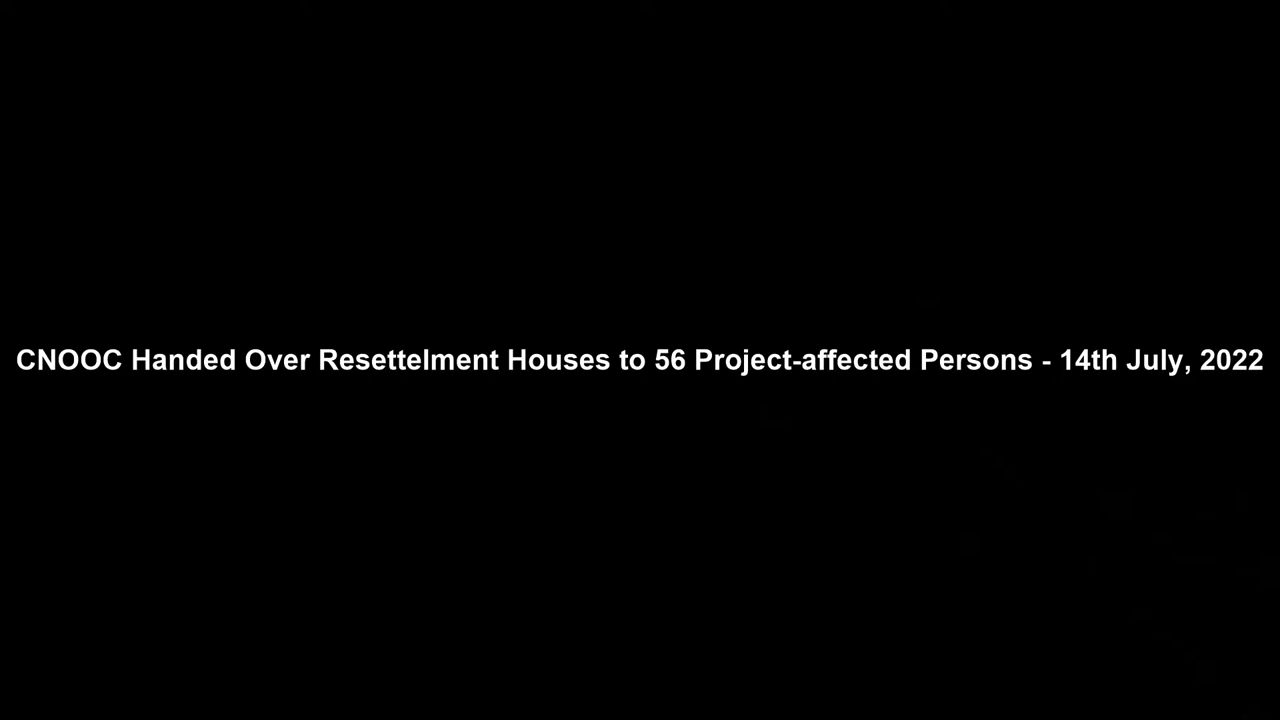 CNOOC Handed Over Resettelment Houses to 56 Project-affected Persons - 14th July, 2022